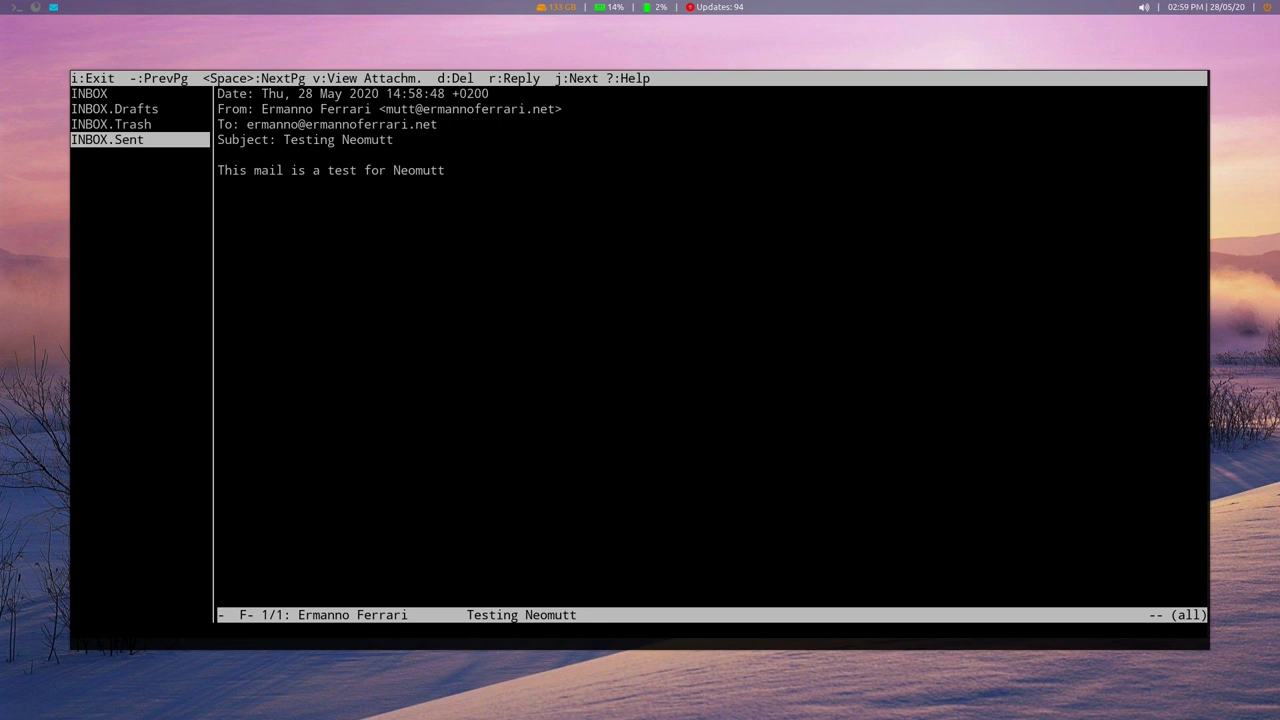 133 GB | 14% | 2% | Updates: 94 | 02:59 PM | 28/05/20 |
i:Exit -:PrevPg <Space>:NextPg v:View Attachm. d:Del r:Reply j:Next ?:Help
INBOX
INBOX.Drafts
INBOX.Trash
INBOX.Sent
Date: Thu, 28 May 2020 14:58:48 +0200
From: Ermanno Ferrari <mutt@ermannoferrari.net>
To: ermanno@ermannoferrari.net
Subject: Testing Neomutt
This mail is a test for Neomutt
- F- 1/1: Ermanno Ferrari Testing Neomutt -- (all)